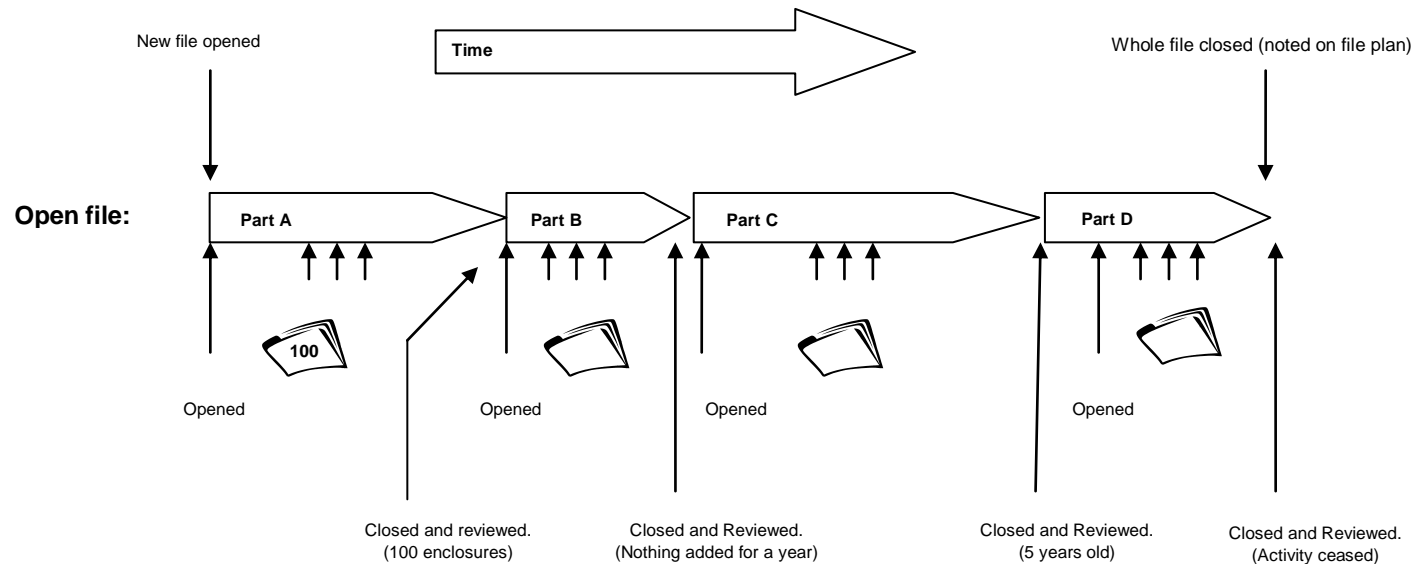 New file opened
Time
Whole file closed (noted on file plan)
Open file:
Part A
Part B
Part C
Part D
100
Opened
Opened
Opened
Opened
Closed and reviewed.
(100 enclosures)
Closed and Reviewed.
(Nothing added for a year)
Closed and Reviewed.
(5 years old)
Closed and Reviewed.
(Activity ceased)